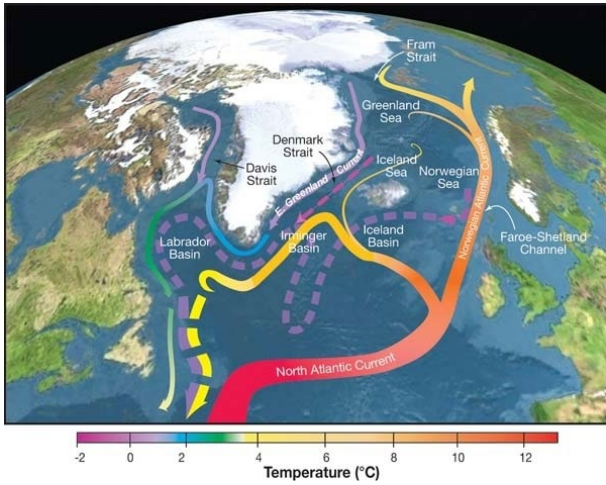 Fram
Strait
Greenland
Sea
Denmark
Strait
Iceland
Sea
Norwegian
Sea
Davis
Strait
E. Greenland Current
Norwegian Atlantic Current
Labrador
Basin
Irminger
Basin
Iceland
Basin
Faroe-Shetland
Channel
North Atlantic Current
-2 0 2 4 6 8 10 12
Temperature (°C)